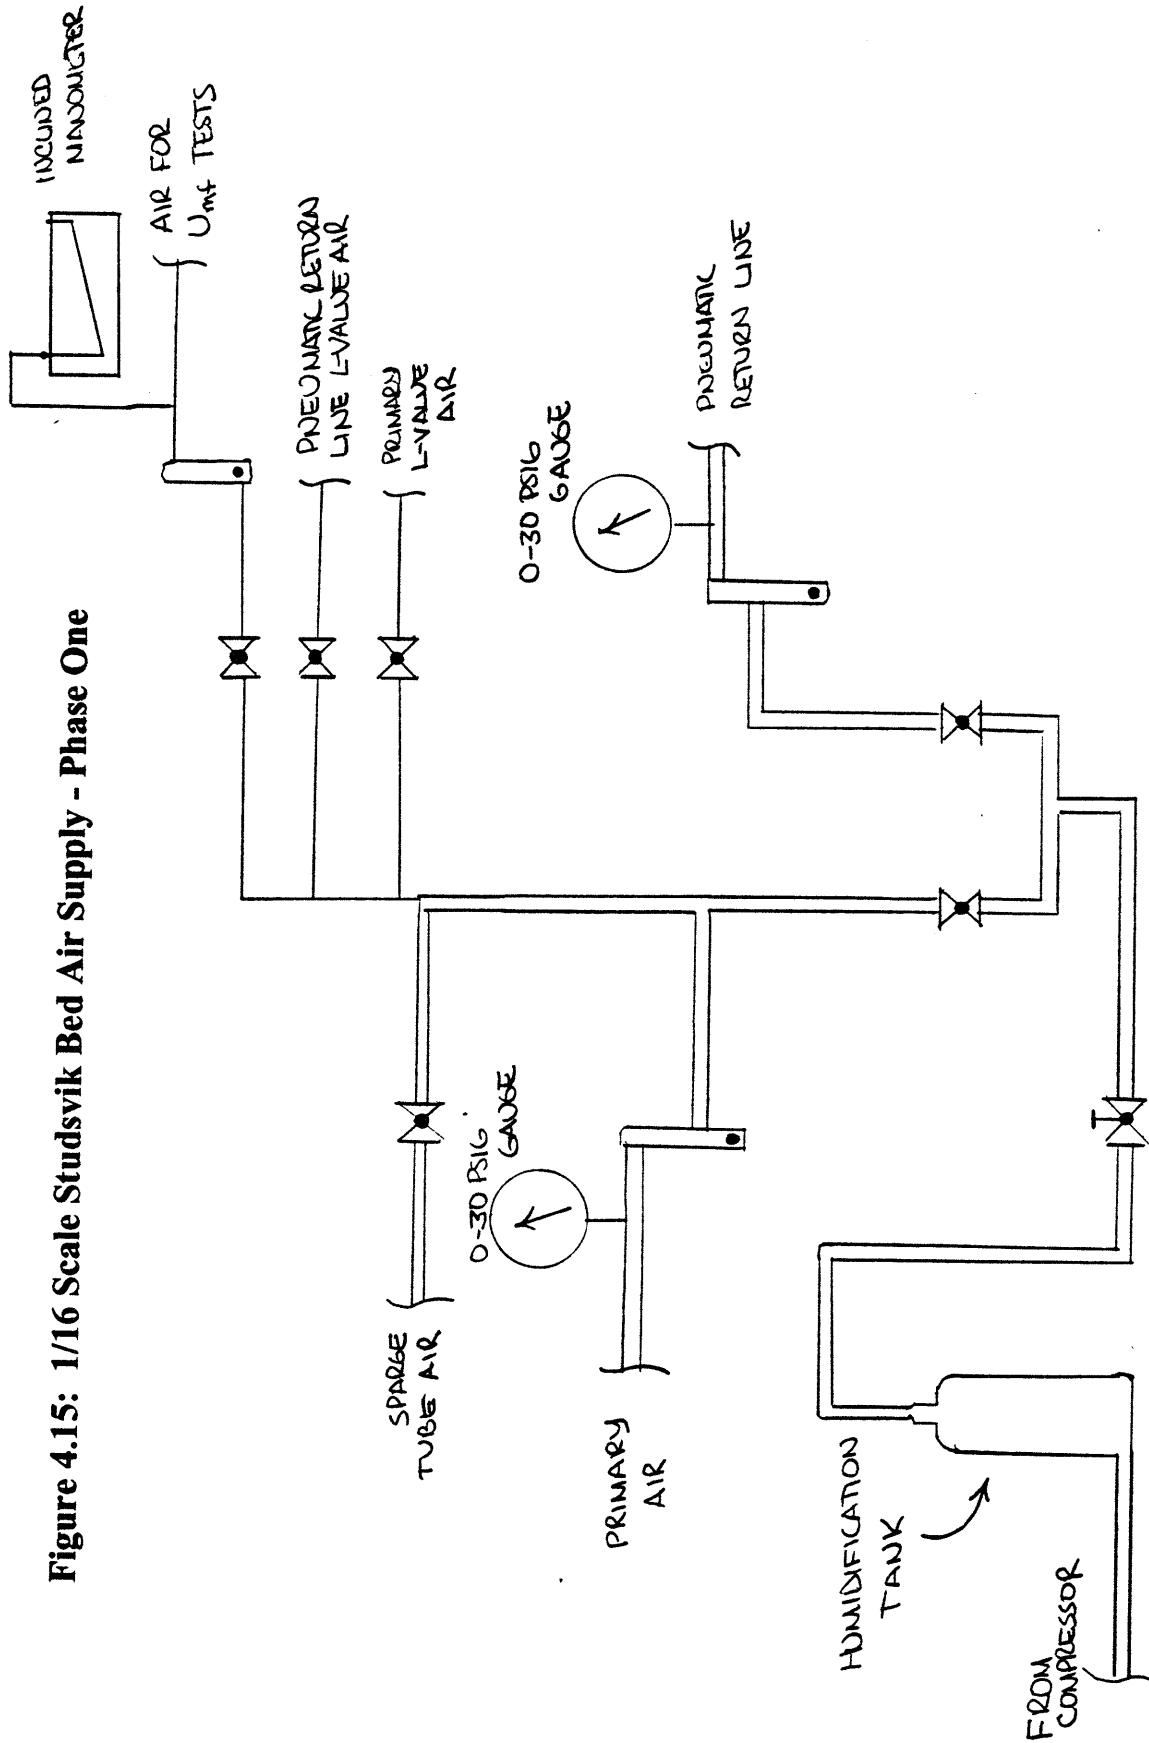 Figure 4.15: 1/16 Scale Studsvik Bed Air Supply - Phase One
INCLINED
MANOMETER
AIR FOR
Umf TESTS
PNEUMATIC RETURN
LINE L-VALVE AIR
PRIMARY
L-VALVE
AIR
0-30 PSIG
GAUGE
PNEUMATIC
RETURN LINE
SPARGE
TUBE AIR
0-30 PSIG
GAUGE
PRIMARY
AIR
HUMIDIFICATION
TANK
FROM
COMPRESSOR